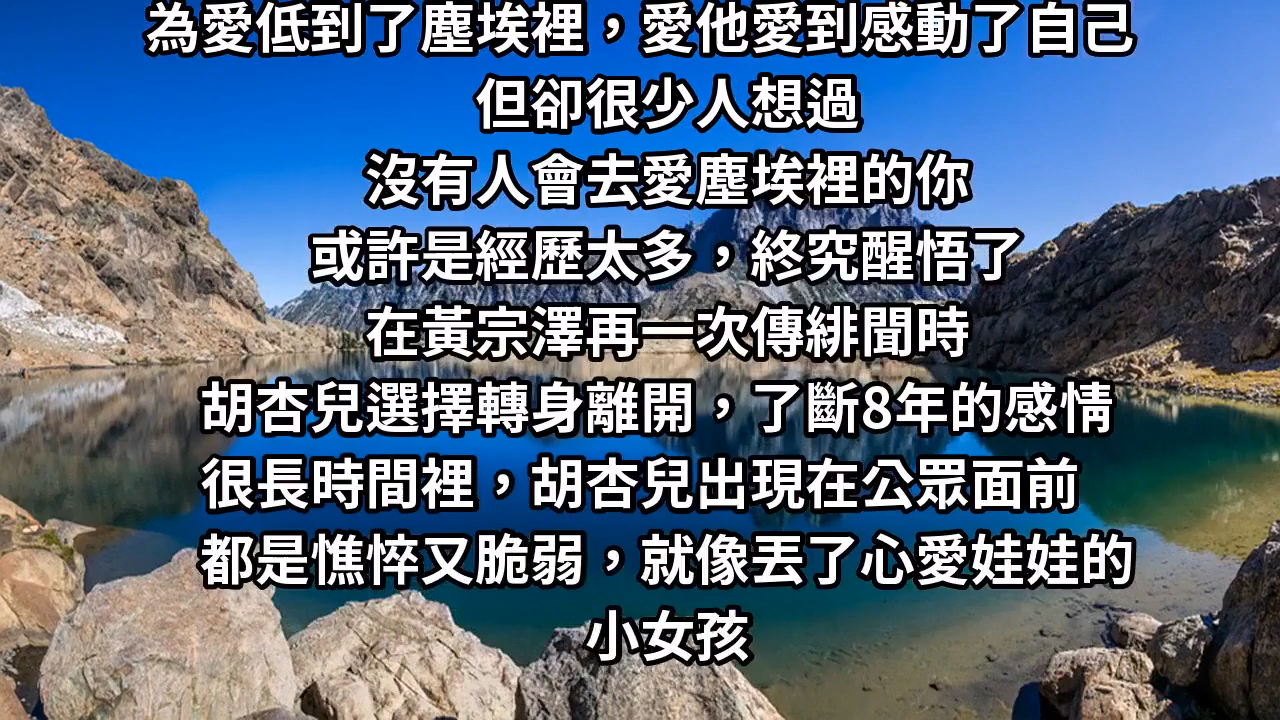 為愛低到了塵埃裡，愛他愛到感動了自己
但卻很少人想過
沒有人會去愛塵埃裡的你
或許是經歷太多，終究醒悟了
在黃宗澤再一次傳緋聞時
胡杏兒選擇轉身離開，了斷8年的感情
很長時間裡，胡杏兒出現在公眾面前
都是憔悴又脆弱，就像丟了心愛娃娃的
小女孩